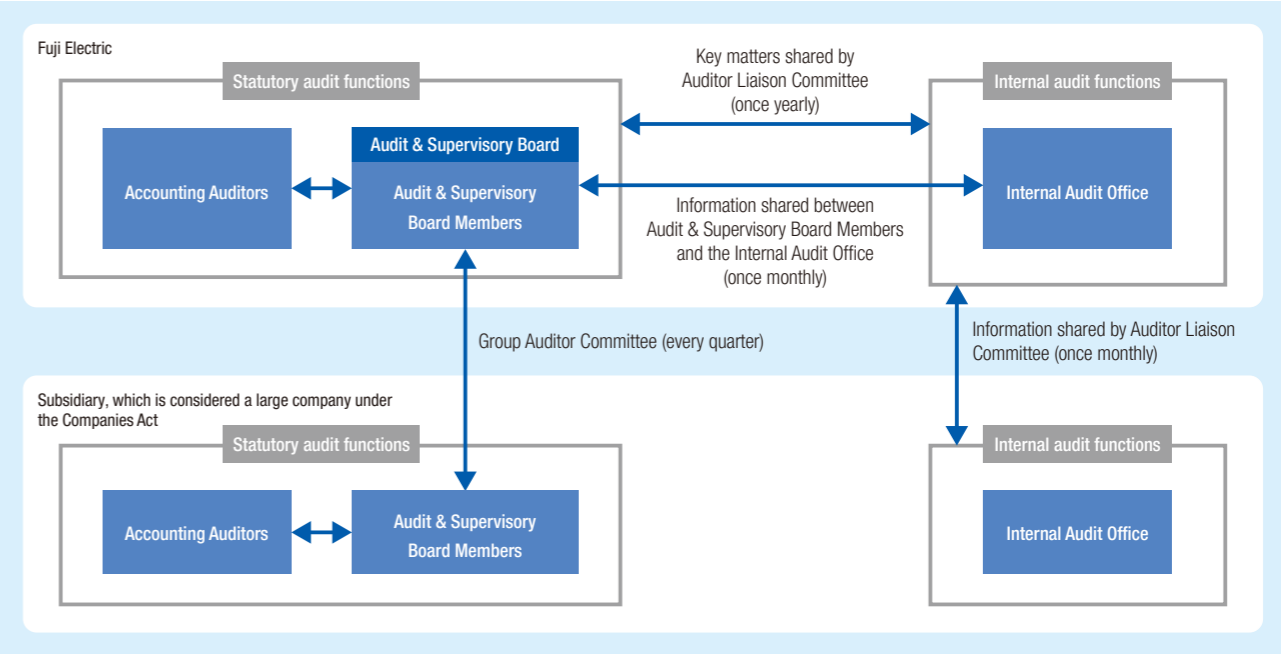 Fuji Electric
Statutory audit functions
Accounting Auditors
Audit & Supervisory Board
Audit & Supervisory
Board Members
Key matters shared by
Auditor Liaison Committee
(once yearly)
Information shared between
Audit & Supervisory Board Members
and the Internal Audit Office
(once monthly)
Internal audit functions
Internal Audit Office
Group Auditor Committee (every quarter)
Information shared by Auditor Liaison
Committee (once monthly)
Subsidiary, which is considered a large company under
the Companies Act
Statutory audit functions
Accounting Auditors
Audit & Supervisory
Board Members
Internal audit functions
Internal Audit Office